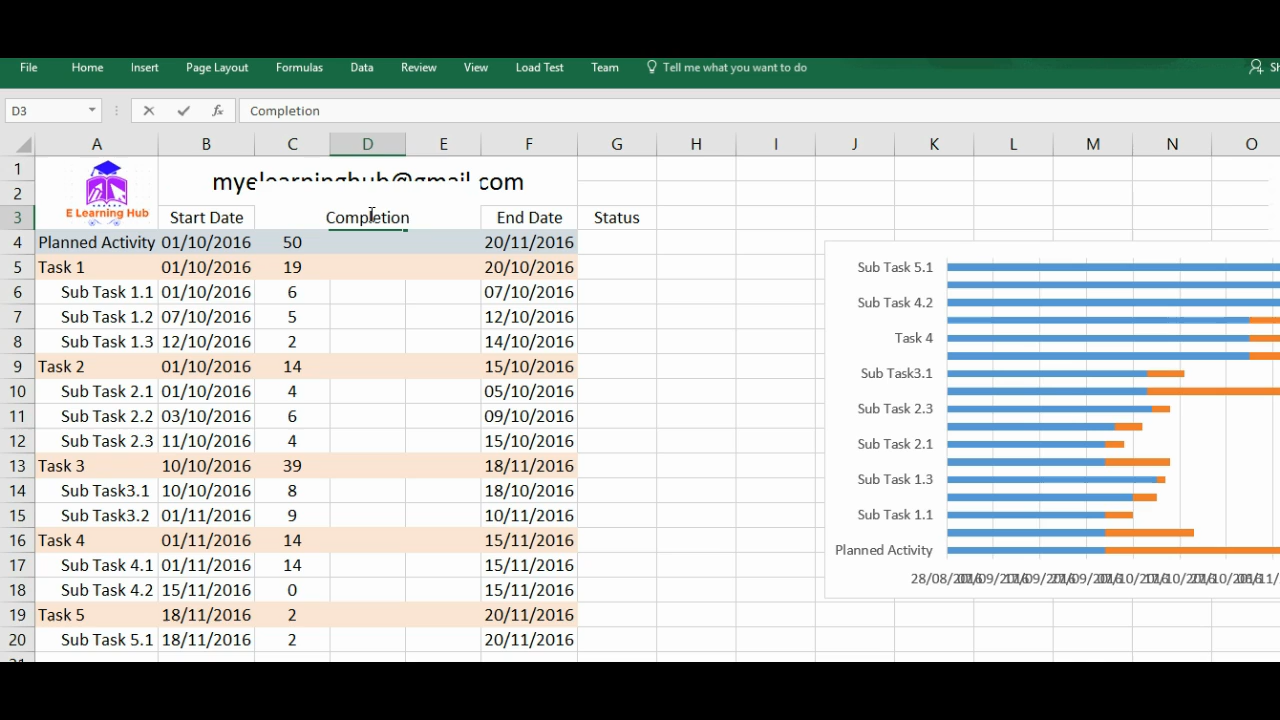 File Home Insert Page Layout Formulas Data Review View Load Test Team Tell me what you want to do
D3 fx Completion
A B C D E F G H I J K L M N O
1
2 myelearninghub@gmail.com
E Learning Hub
3 Start Date Completion End Date Status
4 Planned Activity 01/10/2016 50 20/11/2016
5 Task 1 01/10/2016 19 20/10/2016
6 Sub Task 1.1 01/10/2016 6 07/10/2016
7 Sub Task 1.2 07/10/2016 5 12/10/2016
8 Sub Task 1.3 12/10/2016 2 14/10/2016
9 Task 2 01/10/2016 14 15/10/2016
10 Sub Task 2.1 01/10/2016 4 05/10/2016
11 Sub Task 2.2 03/10/2016 6 09/10/2016
12 Sub Task 2.3 11/10/2016 4 15/10/2016
13 Task 3 10/10/2016 39 18/11/2016
14 Sub Task3.1 10/10/2016 8 18/10/2016
15 Sub Task3.2 01/11/2016 9 10/11/2016
16 Task 4 01/11/2016 14 15/11/2016
17 Sub Task 4.1 01/11/2016 14 15/11/2016
18 Sub Task 4.2 15/11/2016 0 15/11/2016
19 Task 5 18/11/2016 2 20/11/2016
20 Sub Task 5.1 18/11/2016 2 20/11/2016
Sub Task 5.1
Sub Task 4.2
Task 4
Sub Task3.1
Sub Task 2.3
Sub Task 2.1
Sub Task 1.3
Sub Task 1.1
Planned Activity